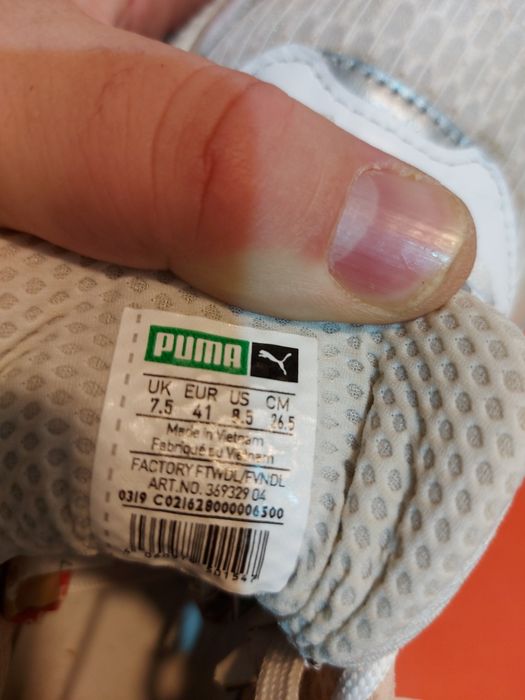 PUMA
UK EUR US CM
7.5 41 8.5 26.5
Made in Vietnam
Fabriqué au Vietnam
FACTORY FTWDL/FVNDL
ART.NO. 369329 04
0319 C0216280000006500